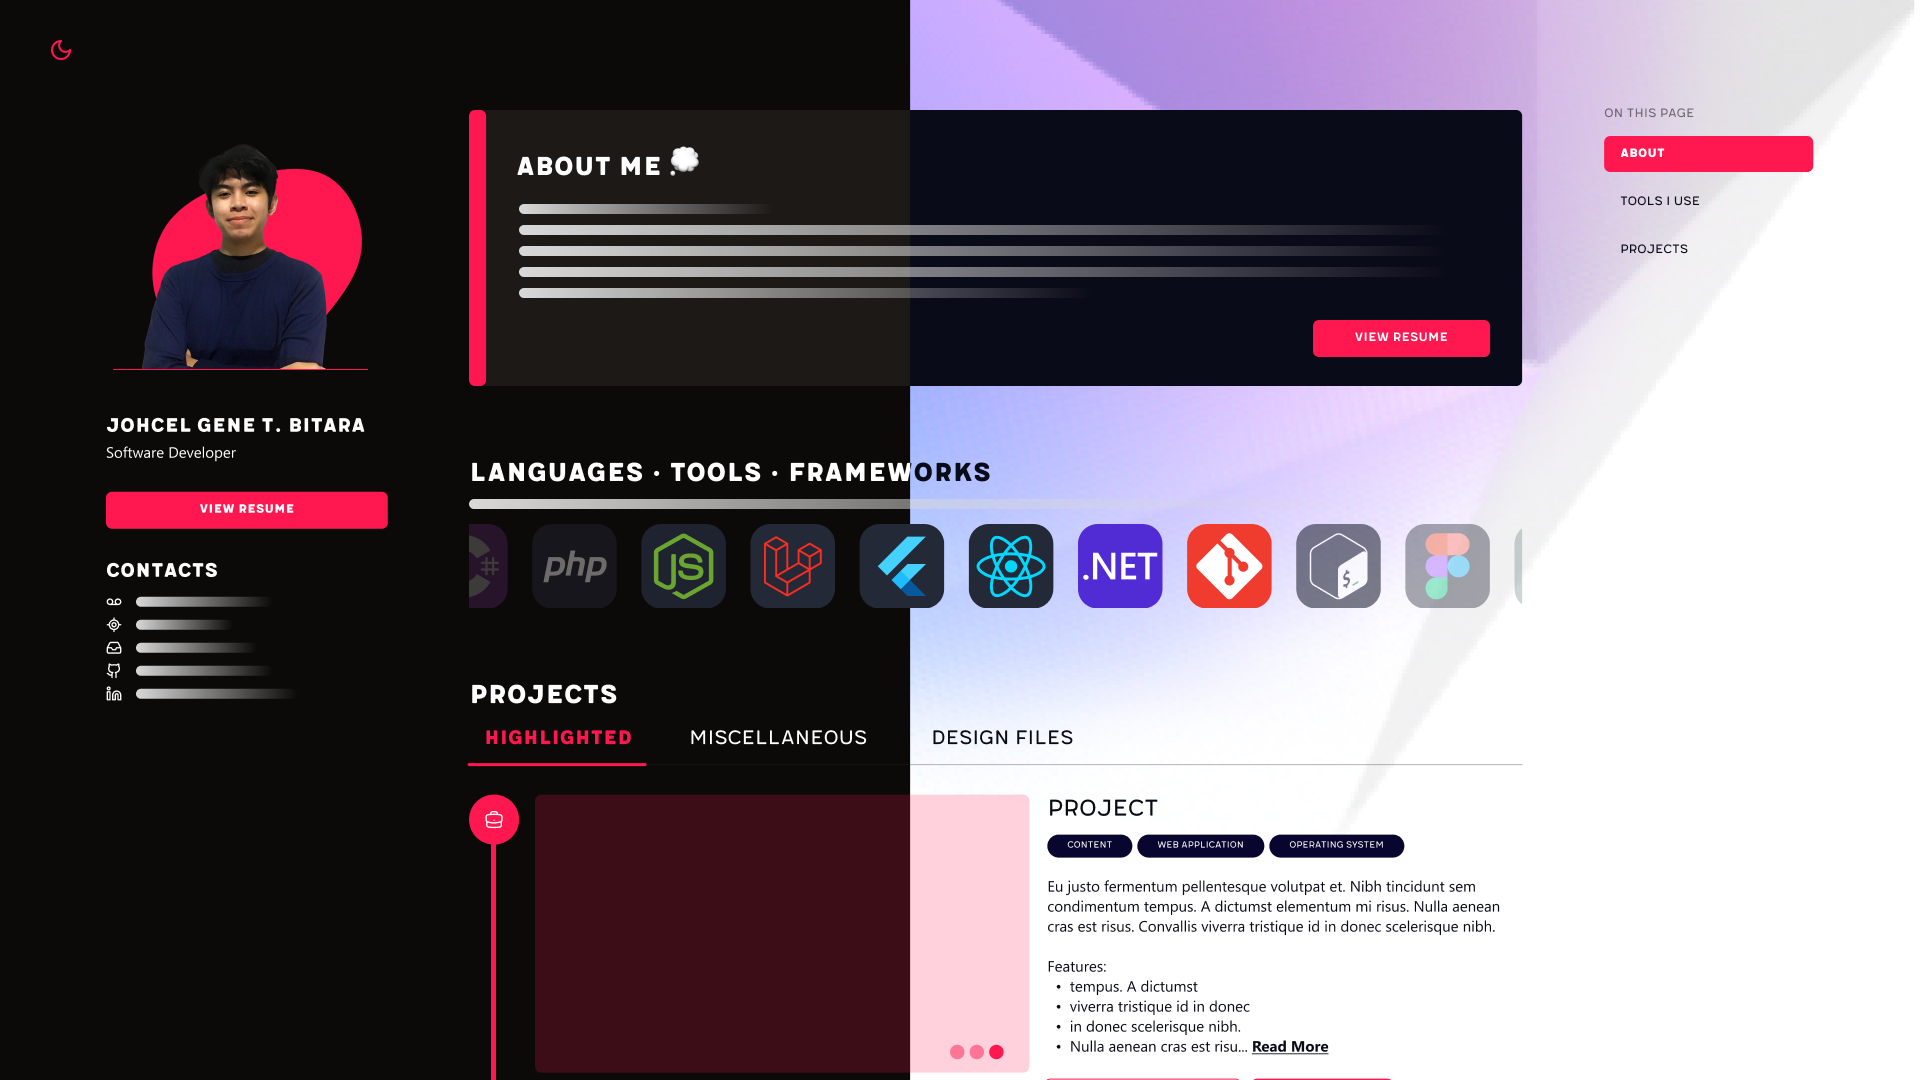 JOHCEL GENE T. BITARA
Software Developer
VIEW RESUME
CONTACTS
ABOUT ME
VIEW RESUME
LANGUAGES · TOOLS · FRAMEWORKS
C#
php
JS
.NET
$_
PROJECTS
HIGHLIGHTED
MISCELLANEOUS
DESIGN FILES
PROJECT
CONTENT
WEB APPLICATION
OPERATING SYSTEM
Eu justo fermentum pellentesque volutpat et. Nibh tincidunt sem
condimentum tempus. A dictumst elementum mi risus. Nulla aenean
cras est risus. Convallis viverra tristique id in donec scelerisque nibh.
Features:
• tempus. A dictumst
• viverra tristique id in donec
• in donec scelerisque nibh.
• Nulla aenean cras est risu... Read More
ON THIS PAGE
ABOUT
TOOLS I USE
PROJECTS